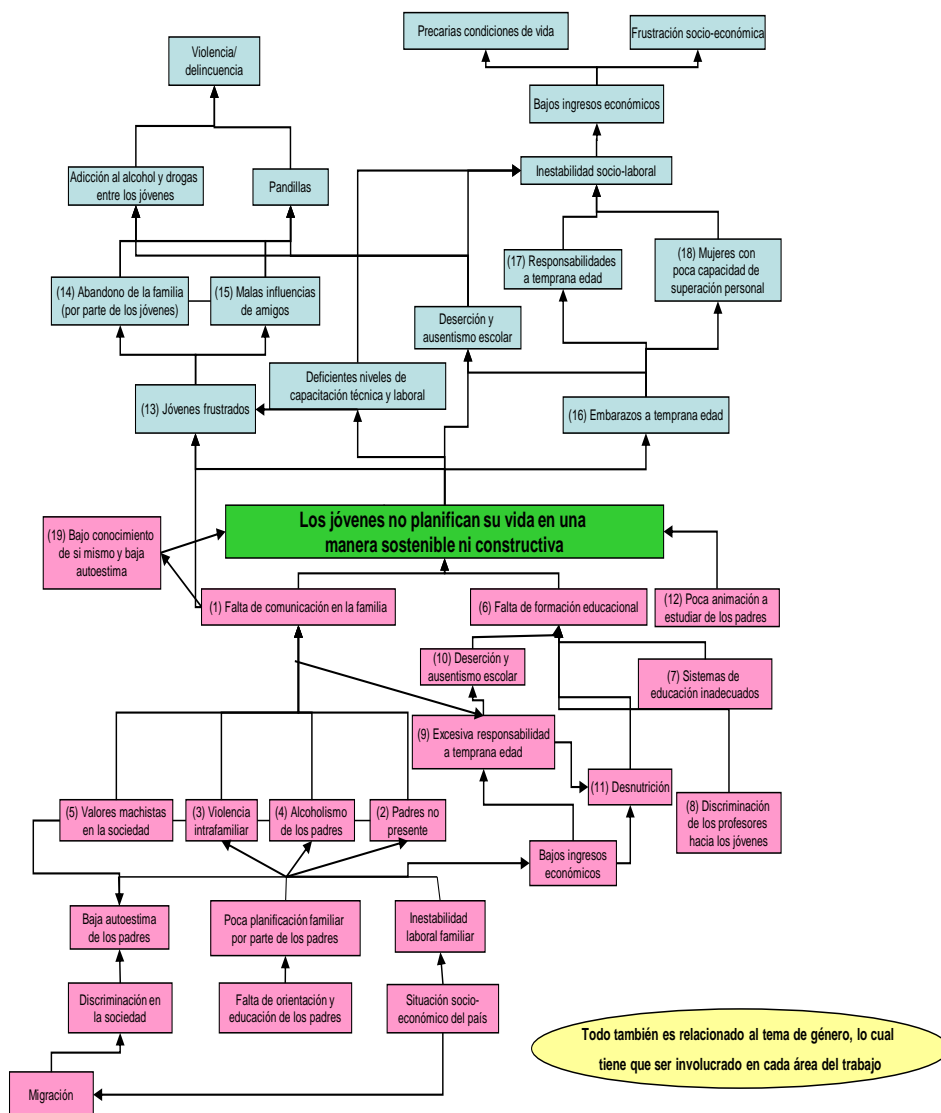 Precarias condiciones de vida
Frustración socio-económica
Violencia/
delincuencia
Bajos ingresos económicos
Adicción al alcohol y drogas
entre los jóvenes
Pandillas
Inestabilidad socio-laboral
(17) Responsabilidades
a temprana edad
(18) Mujeres con
poca capacidad de
superación personal
(14) Abandono de la familia
(por parte de los jóvenes)
(15) Malas influencias
de amigos
Deserción y
ausentismo escolar
Deficientes niveles de
capacitación técnica y laboral
(13) Jóvenes frustrados
(16) Embarazos a temprana edad
Los jóvenes no planifican su vida en una
manera sostenible ni constructiva
(19) Bajo conocimiento
de si mismo y baja
autoestima
(1) Falta de comunicación en la familia
(6) Falta de formación educacional
(12) Poca animación a
estudiar de los padres
(10) Deserción y
ausentismo escolar
(7) Sistemas de
educación inadecuados
(9) Excesiva responsabilidad
a temprana edad
(11) Desnutrición
(8) Discriminación
de los profesores
hacia los jóvenes
(5) Valores machistas
en la sociedad
(3) Violencia
intrafamiliar
(4) Alcoholismo
de los padres
(2) Padres no
presente
Bajos ingresos
económicos
Baja autoestima
de los padres
Poca planificación familiar
por parte de los padres
Inestabilidad
laboral familiar
Discriminación en
la sociedad
Falta de orientación y
educación de los padres
Situación socio-
económico del país
Migración
Todo también es relacionado al tema de género, lo cual
tiene que ser involucrado en cada área del trabajo